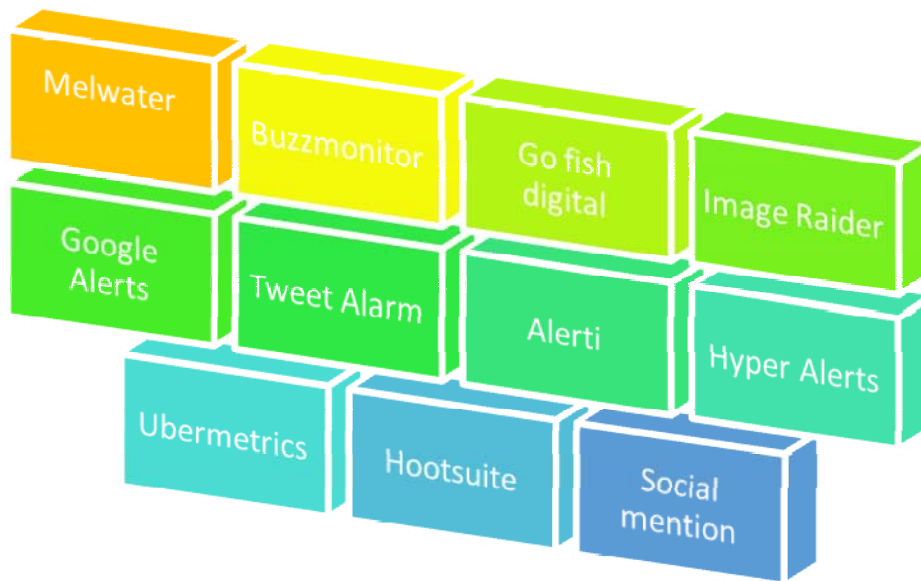 Melwater
Buzzmonitor
Go fish
digital
Image Raider
Google
Alerts
Tweet Alarm
Alerti
Hyper Alerts
Ubermetrics
Hootsuite
Social
mention